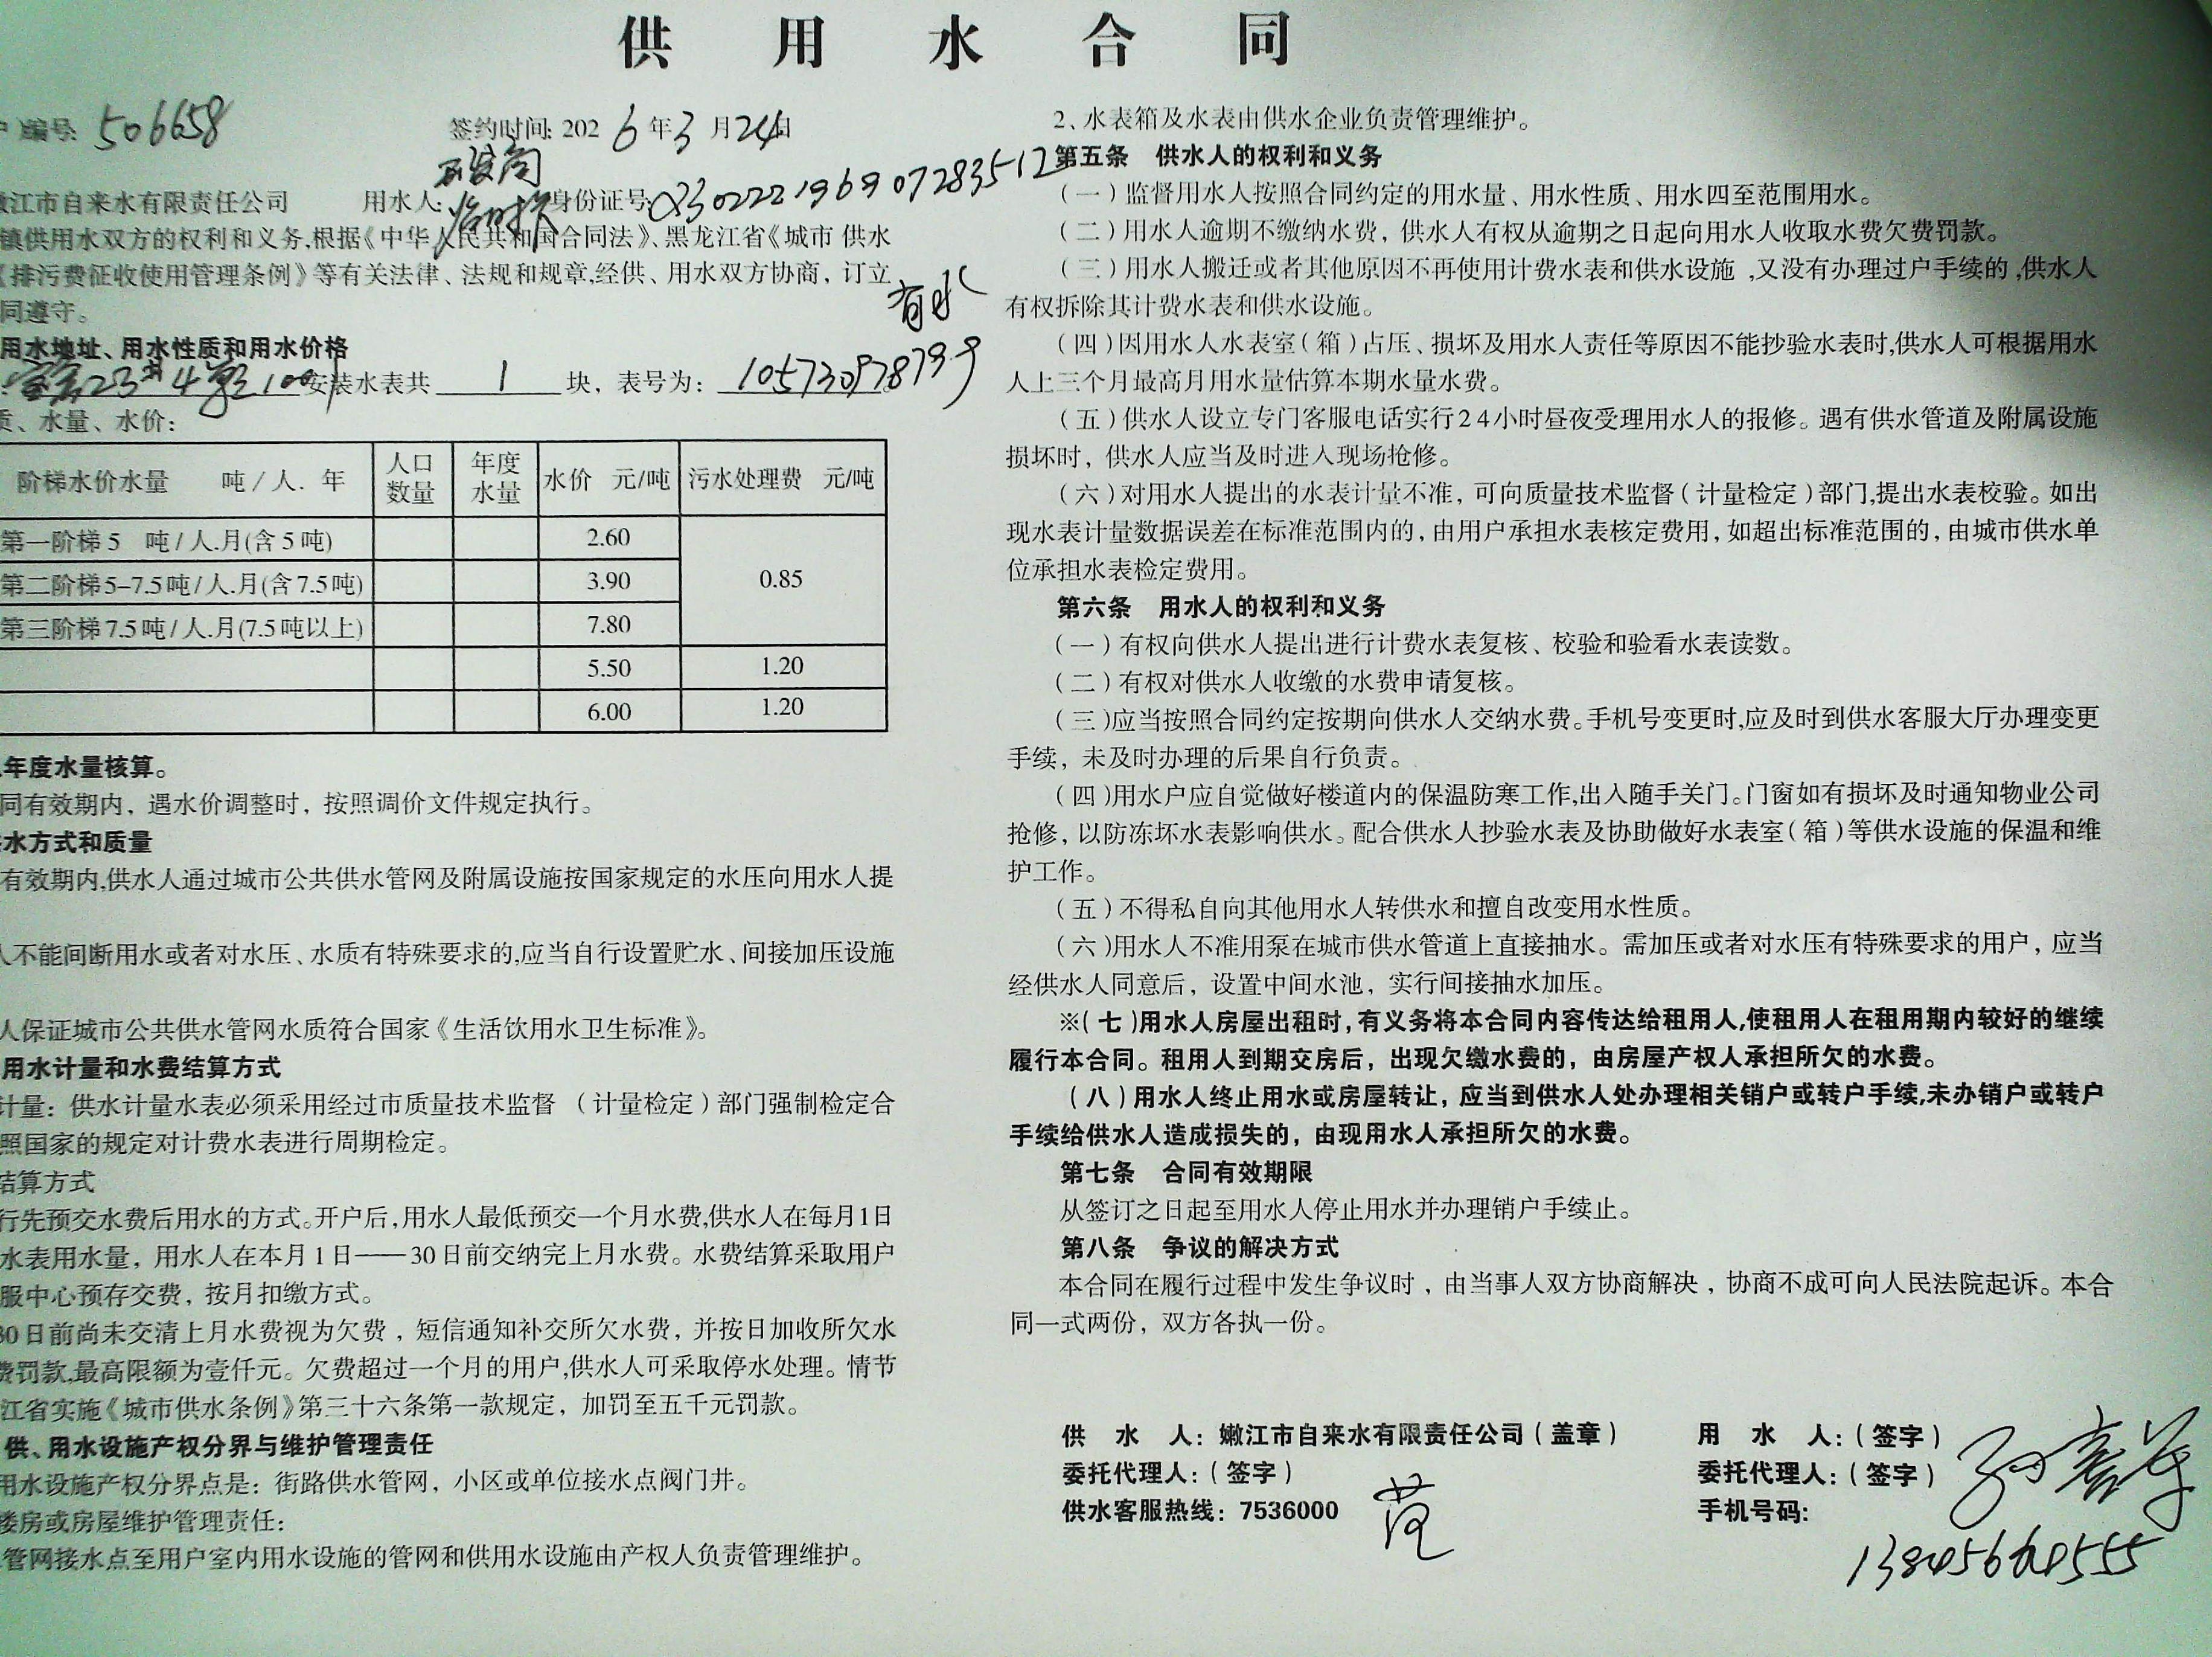 供用水合同
户)编号: 506658 签约时间: 2026年3月24日
江市自来水有限责任公司 用水人: 临时 身份证号:
镇供用水双方的权利和义务,根据《中华人民共和国合同法》、黑龙江省《城市 供水
《排污费征收使用管理条例》等有关法律、法规和规章,经供、用水双方协商，订立
同遵守。
有水
用水地址、用水性质和用水价格
安装水表共 1 块，表号为:
质、水量、水价:
阶梯水价水量 吨/人. 年 人口数量 年度水量 水价 元/吨 污水处理费 元/吨
第一阶梯5 吨/人.月(含5吨) 2.60 0.85
第二阶梯5–7.5吨/人.月(含7.5吨) 3.90
第三阶梯7.5吨/人.月(7.5吨以上) 7.80
5.50 1.20
6.00 1.20
年度水量核算。
同有效期内，遇水价调整时，按照调价文件规定执行。
水方式和质量
有效期内,供水人通过城市公共供水管网及附属设施按国家规定的水压向用水人提
人不能间断用水或者对水压、水质有特殊要求的,应当自行设置贮水、间接加压设施
人保证城市公共供水管网水质符合国家《生活饮用水卫生标准》。
用水计量和水费结算方式
计量：供水计量水表必须采用经过市质量技术监督 （计量检定）部门强制检定合
照国家的规定对计费水表进行周期检定。
结算方式
行先预交水费后用水的方式。开户后,用水人最低预交一个月水费,供水人在每月1日
水表用水量，用水人在本月1日——30日前交纳完上月水费。水费结算采取用户
服中心预存交费，按月扣缴方式。
30日前尚未交清上月水费视为欠费，短信通知补交所欠水费，并按日加收所欠水
费罚款,最高限额为壹仟元。欠费超过一个月的用户,供水人可采取停水处理。情节
江省实施《城市供水条例》第三十六条第一款规定，加罚至五千元罚款。
供、用水设施产权分界与维护管理责任
用水设施产权分界点是：街路供水管网，小区或单位接水点阀门井。
楼房或房屋维护管理责任:
管网接水点至用户室内用水设施的管网和供用水设施由产权人负责管理维护。
2、水表箱及水表由供水企业负责管理维护。
第五条 供水人的权利和义务
（一）监督用水人按照合同约定的用水量、用水性质、用水四至范围用水。
（二）用水人逾期不缴纳水费，供水人有权从逾期之日起向用水人收取水费欠费罚款。
（三）用水人搬迁或者其他原因不再使用计费水表和供水设施 ,又没有办理过户手续的,供水人
有权拆除其计费水表和供水设施。
（四)因用水人水表室（箱）占压、损坏及用水人责任等原因不能抄验水表时,供水人可根据用水
人上三个月最高月用水量估算本期水量水费。
（五）供水人设立专门客服电话实行24小时昼夜受理用水人的报修。遇有供水管道及附属设施
损坏时，供水人应当及时进入现场抢修。
（六）对用水人提出的水表计量不准，可向质量技术监督（计量检定）部门,提出水表校验。如出
现水表计量数据误差在标准范围内的，由用户承担水表核定费用，如超出标准范围的，由城市供水单
位承担水表检定费用。
第六条 用水人的权利和义务
（一）有权向供水人提出进行计费水表复核、校验和验看水表读数。
（二）有权对供水人收缴的水费申请复核。
（三)应当按照合同约定按期向供水人交纳水费。手机号变更时,应及时到供水客服大厅办理变更
手续，未及时办理的后果自行负责。
（四)用水户应自觉做好楼道内的保温防寒工作,出入随手关门。门窗如有损坏及时通知物业公司
抢修，以防冻坏水表影响供水。配合供水人抄验水表及协助做好水表室（箱）等供水设施的保温和维
护工作。
（五）不得私自向其他用水人转供水和擅自改变用水性质。
（六)用水人不准用泵在城市供水管道上直接抽水。需加压或者对水压有特殊要求的用户，应当
经供水人同意后，设置中间水池，实行间接抽水加压。
※（七)用水人房屋出租时,有义务将本合同内容传达给租用人,使租用人在租用期内较好的继续
履行本合同。租用人到期交房后，出现欠缴水费的，由房屋产权人承担所欠的水费。
（八）用水人终止用水或房屋转让，应当到供水人处办理相关销户或转户手续,未办销户或转户
手续给供水人造成损失的，由现用水人承担所欠的水费。
第七条 合同有效期限
从签订之日起至用水人停止用水并办理销户手续止。
第八条 争议的解决方式
本合同在履行过程中发生争议时，由当事人双方协商解决，协商不成可向人民法院起诉。本合
同一式两份，双方各执一份。
供 水 人：嫩江市自来水有限责任公司（盖章） 用 水 人：（签字）
委托代理人：（签字） 委托代理人：（签字）
供水客服热线：7536000 手机号码: